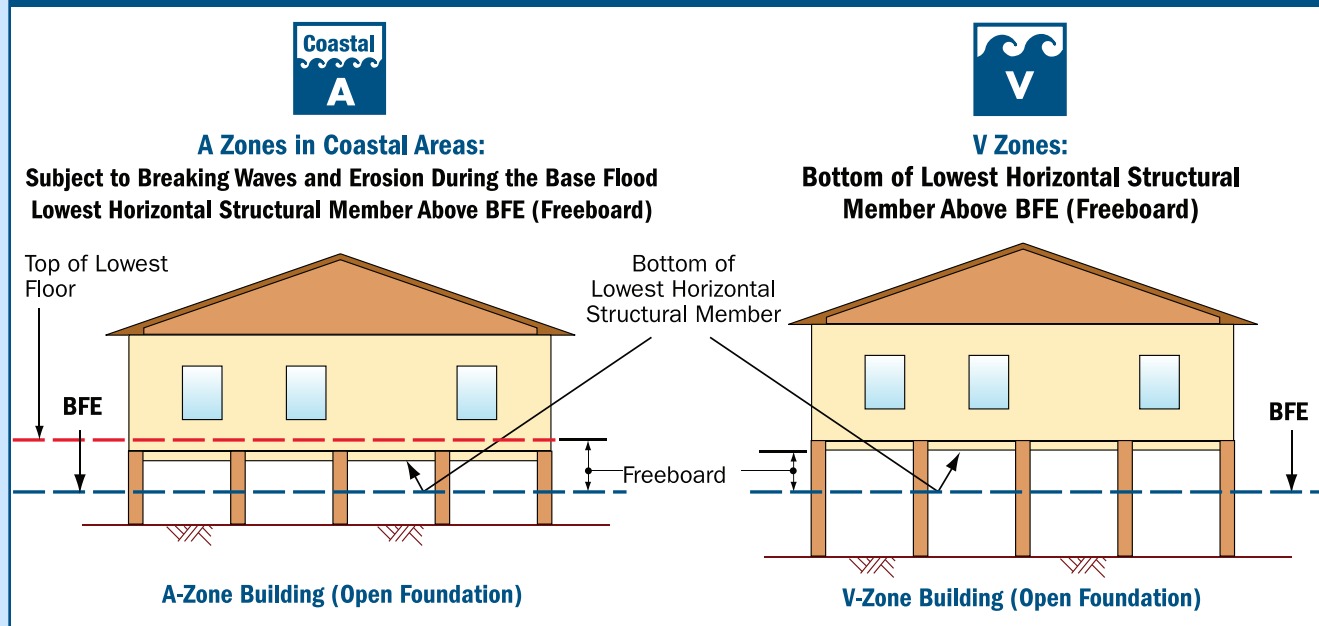 Coastal
A
A Zones in Coastal Areas:
Subject to Breaking Waves and Erosion During the Base Flood
Lowest Horizontal Structural Member Above BFE (Freeboard)
V
V Zones:
Bottom of Lowest Horizontal Structural
Member Above BFE (Freeboard)
Top of Lowest
Floor
BFE
Bottom of
Lowest Horizontal
Structural Member
Freeboard
BFE
A-Zone Building (Open Foundation)
V-Zone Building (Open Foundation)